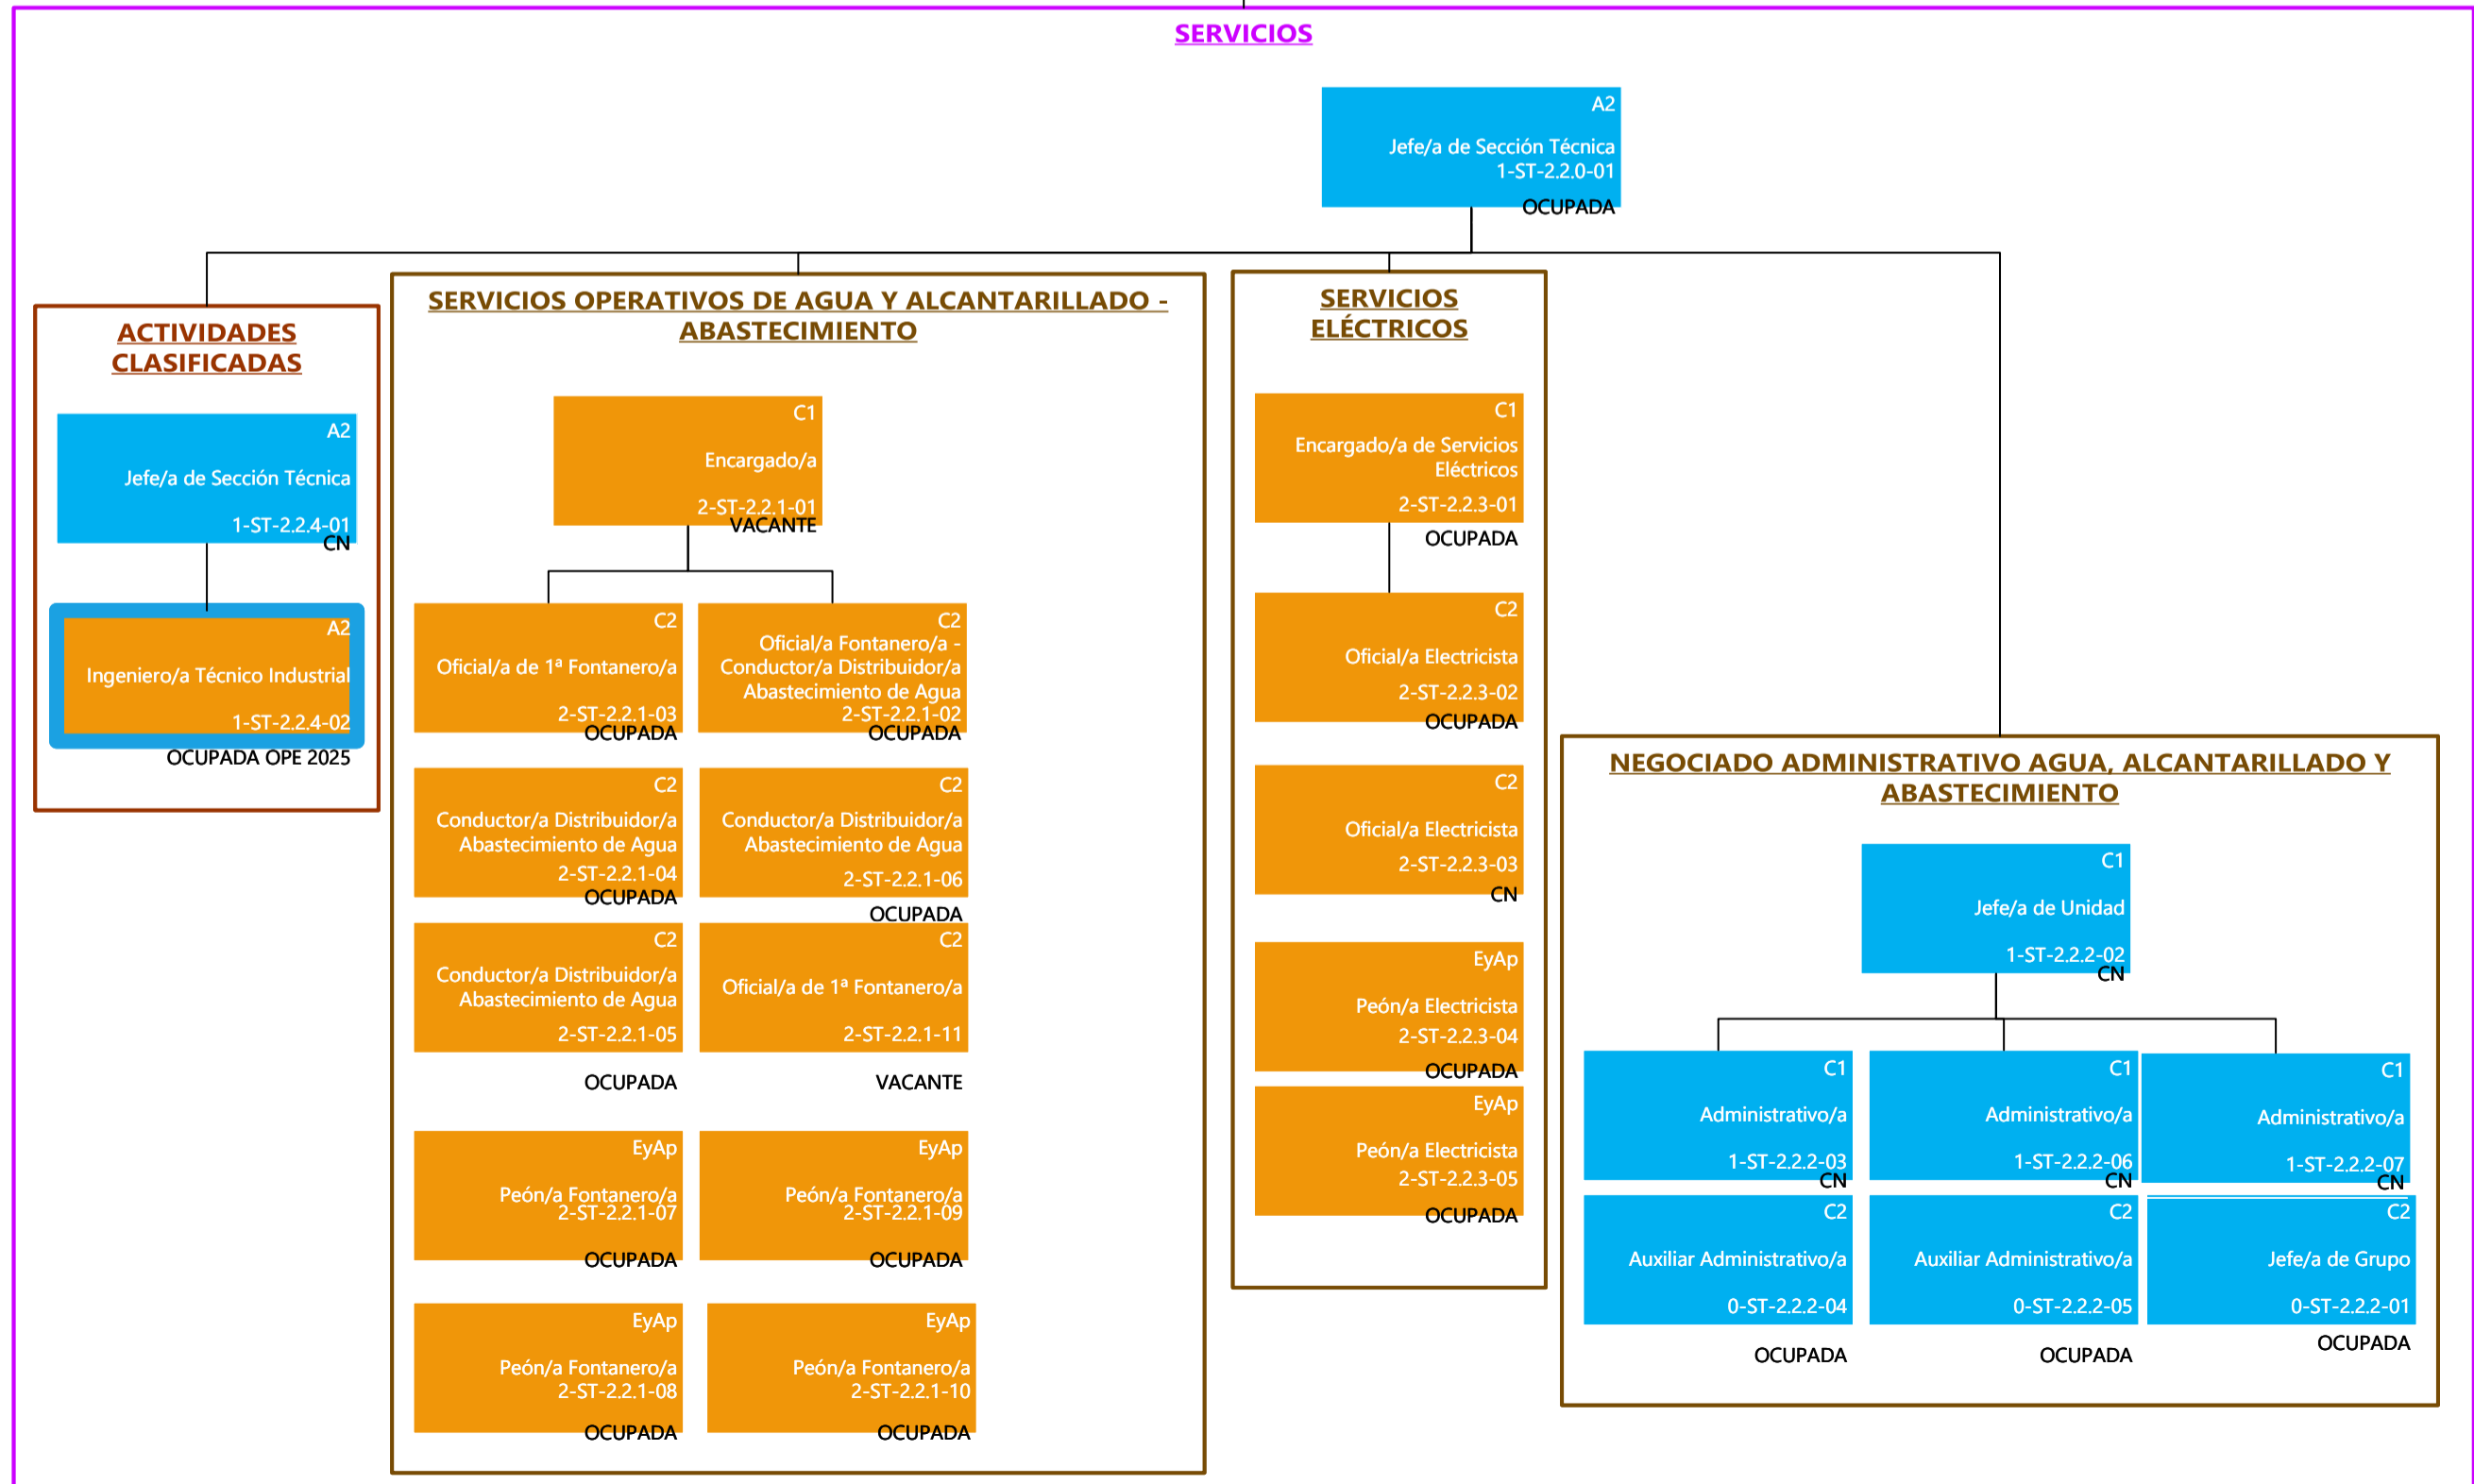 SERVICIOS
A2
Jefe/a de Sección Técnica
1-ST-2.2.0-01
OCUPADA
ACTIVIDADES
CLASIFICADAS
A2
Jefe/a de Sección Técnica
1-ST-2.2.4-01
CN
A2
Ingeniero/a Técnico Industrial
1-ST-2.2.4-02
OCUPADA OPE 2025
SERVICIOS OPERATIVOS DE AGUA Y ALCANTARILLADO -
ABASTECIMIENTO
C1
Encargado/a
2-ST-2.2.1-01
VACANTE
C2
Oficial/a de 1ª Fontanero/a
2-ST-2.2.1-03
OCUPADA
C2
Oficial/a Fontanero/a -
Conductor/a Distribuidor/a
Abastecimiento de Agua
2-ST-2.2.1-02
OCUPADA
C2
Conductor/a Distribuidor/a
Abastecimiento de Agua
2-ST-2.2.1-04
OCUPADA
C2
Conductor/a Distribuidor/a
Abastecimiento de Agua
2-ST-2.2.1-06
OCUPADA
C2
Conductor/a Distribuidor/a
Abastecimiento de Agua
2-ST-2.2.1-05
OCUPADA
C2
Oficial/a de 1ª Fontanero/a
2-ST-2.2.1-11
VACANTE
EyAp
Peón/a Fontanero/a
2-ST-2.2.1-07
OCUPADA
EyAp
Peón/a Fontanero/a
2-ST-2.2.1-09
OCUPADA
EyAp
Peón/a Fontanero/a
2-ST-2.2.1-08
OCUPADA
EyAp
Peón/a Fontanero/a
2-ST-2.2.1-10
OCUPADA
SERVICIOS
ELÉCTRICOS
C1
Encargado/a de Servicios
Eléctricos
2-ST-2.2.3-01
OCUPADA
C2
Oficial/a Electricista
2-ST-2.2.3-02
OCUPADA
C2
Oficial/a Electricista
2-ST-2.2.3-03
CN
EyAp
Peón/a Electricista
2-ST-2.2.3-04
OCUPADA
EyAp
Peón/a Electricista
2-ST-2.2.3-05
OCUPADA
NEGOCIADO ADMINISTRATIVO AGUA, ALCANTARILLADO Y
ABASTECIMIENTO
C1
Jefe/a de Unidad
1-ST-2.2.2-02
CN
C1
Administrativo/a
1-ST-2.2.2-03
CN
C1
Administrativo/a
1-ST-2.2.2-06
CN
C1
Administrativo/a
1-ST-2.2.2-07
CN
C2
Auxiliar Administrativo/a
0-ST-2.2.2-04
OCUPADA
C2
Auxiliar Administrativo/a
0-ST-2.2.2-05
OCUPADA
C2
Jefe/a de Grupo
0-ST-2.2.2-01
OCUPADA